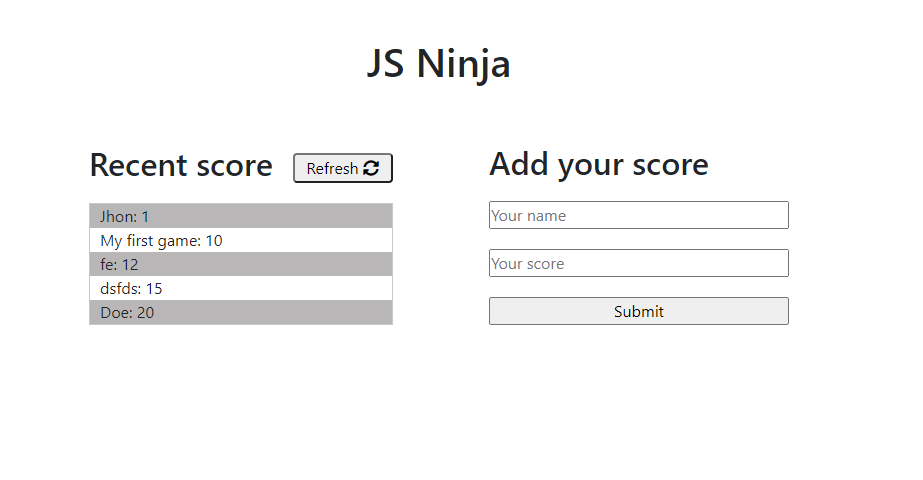 JS Ninja
Recent score
Refresh
Jhon: 1
My first game: 10
fe: 12
dsfds: 15
Doe: 20
Add your score
Your name
Your score
Submit